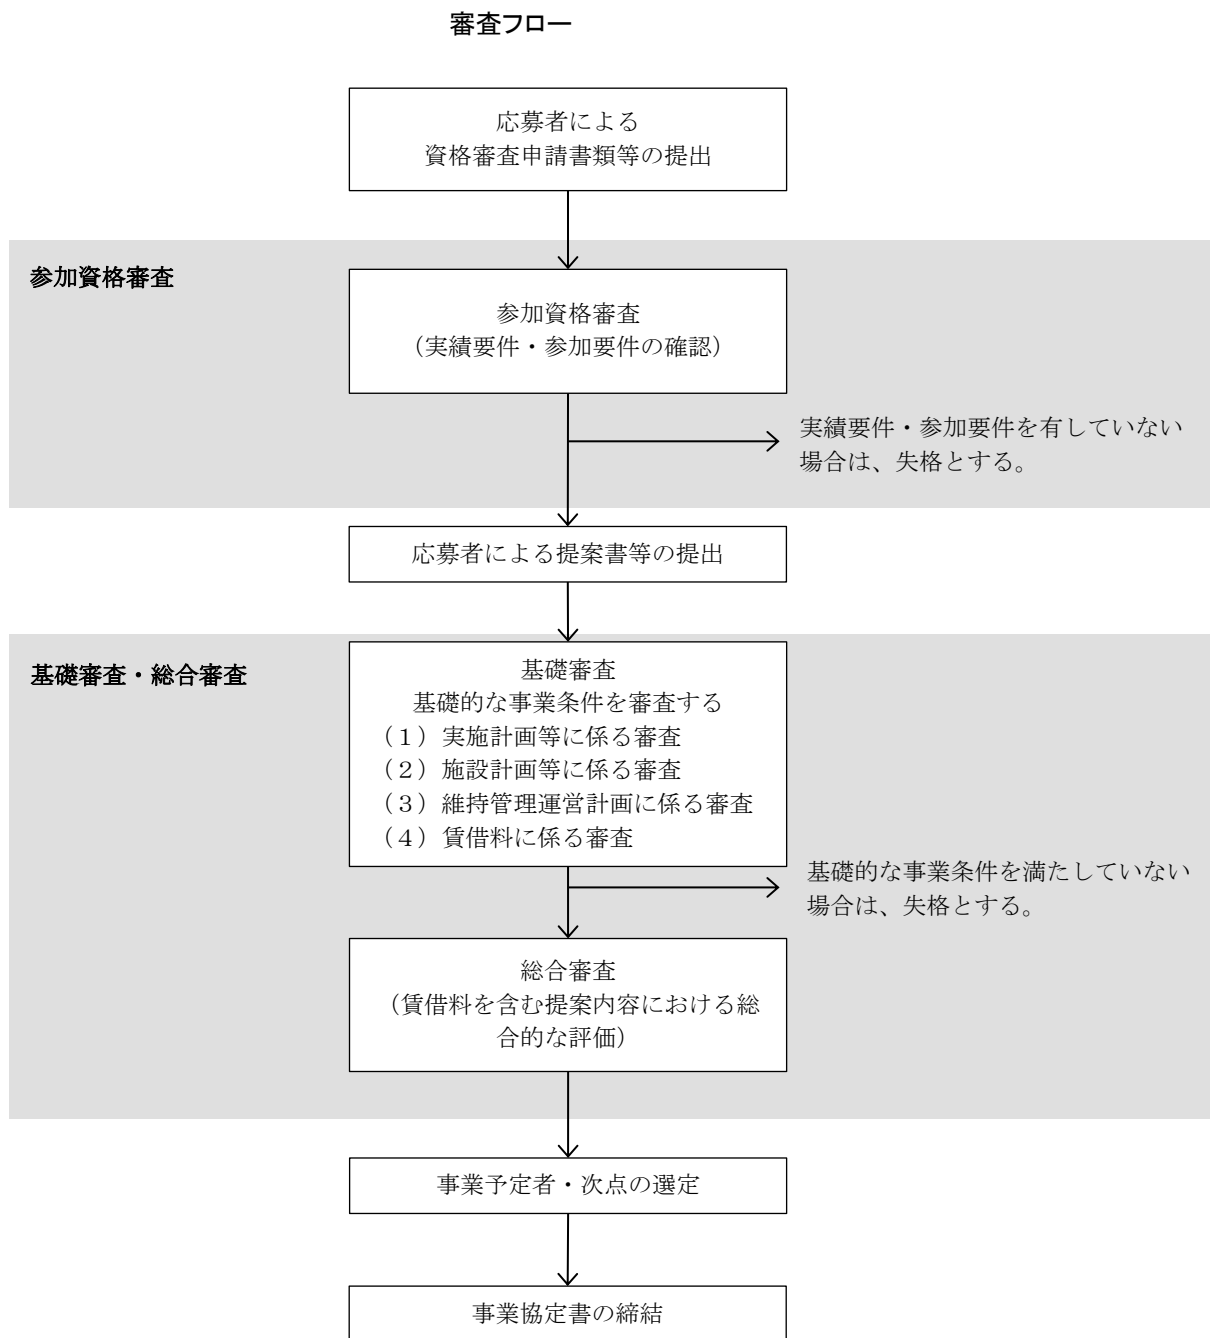 審査フロー
応募者による
資格審査申請書類等の提出
参加資格審査
参加資格審査
（実績要件・参加要件の確認）
実績要件・参加要件を有していない
場合は、失格とする。
応募者による提案書等の提出
基礎審査・総合審査
基礎審査
基礎的な事業条件を審査する
（１）実施計画等に係る審査
（２）施設計画等に係る審査
（３）維持管理運営計画に係る審査
（４）賃借料に係る審査
基礎的な事業条件を満たしていない
場合は、失格とする。
総合審査
（賃借料を含む提案内容における総
合的な評価）
事業予定者・次点の選定
事業協定書の締結